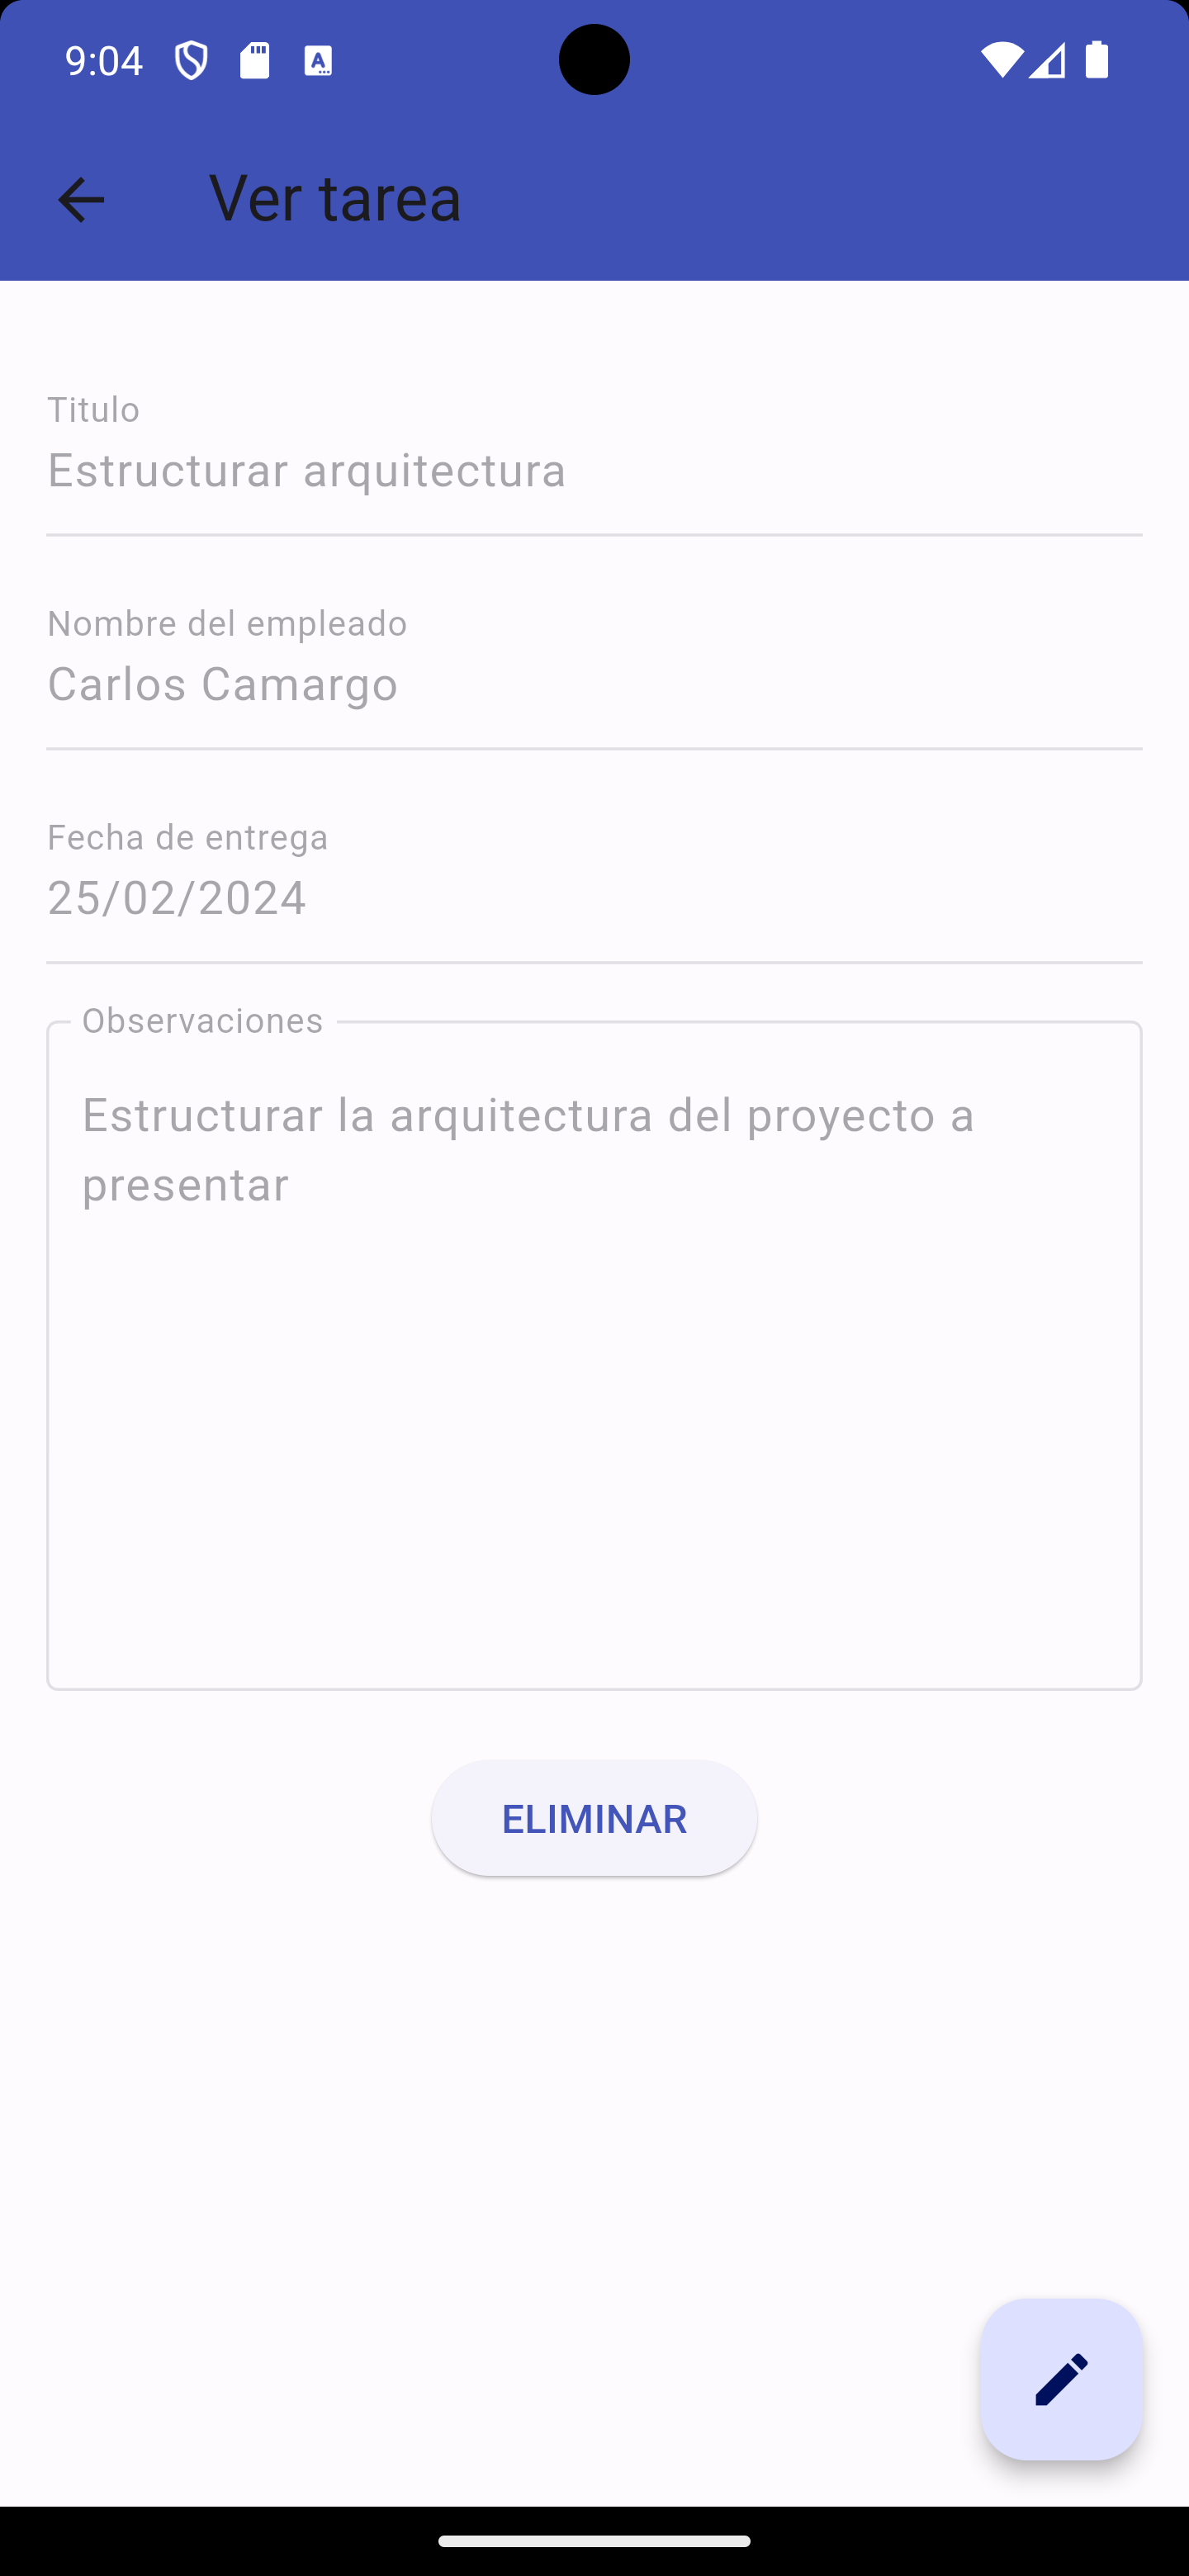 9:04
Ver tarea
Titulo
Estructurar arquitectura
Nombre del empleado
Carlos Camargo
Fecha de entrega
25/02/2024
Observaciones
Estructurar la arquitectura del proyecto a
presentar
ELIMINAR